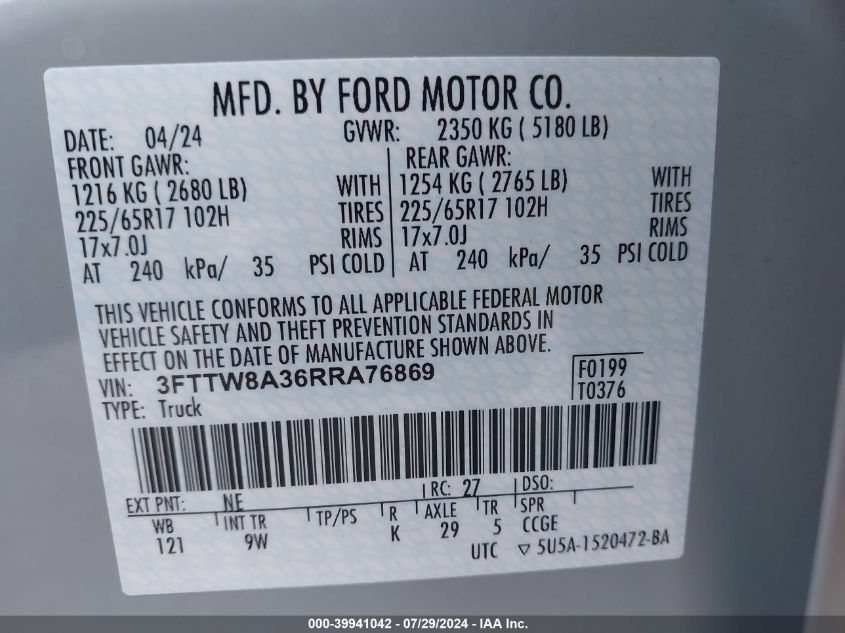 MFD. BY FORD MOTOR CO.
DATE: 04/24 GVWR: 2350 KG ( 5180 LB)
FRONT GAWR: REAR GAWR:
1216 KG ( 2680 LB) WITH 1254 KG ( 2765 LB) WITH
225/65R17 102H TIRES 225/65R17 102H TIRES
17x7.0J RIMS 17x7.0J RIMS
AT 240 kPa/ 35 PSI COLD AT 240 kPa/ 35 PSI COLD
THIS VEHICLE CONFORMS TO ALL APPLICABLE FEDERAL MOTOR
VEHICLE SAFETY AND THEFT PREVENTION STANDARDS IN
EFFECT ON THE DATE OF MANUFACTURE SHOWN ABOVE.
VIN: 3FTTW8A36RRA76869 F0199
TYPE: Truck T0376
EXT PNT: NE RC: 27 DSO:
WB INT TR TP/PS R AXLE TR SPR
121 9W K 29 5 CCGE
UTC ▽ 5U5A-1520472-BA
000-39941042 - 07/29/2024 - www.iaai.com.